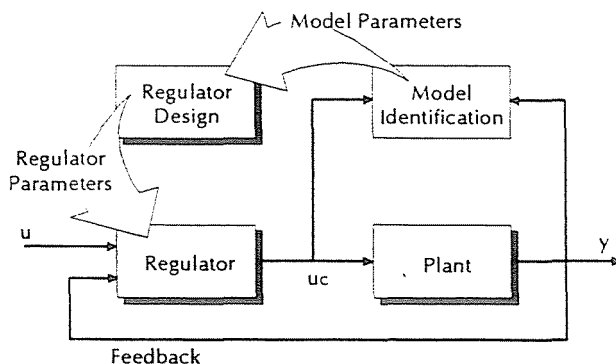 Model Parameters
Regulator
Design
Model
Identification
Regulator
Parameters
u
Regulator
uc
Plant
y
Feedback